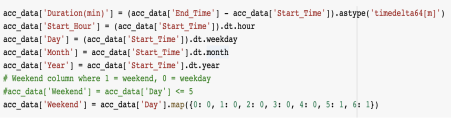 acc_data['Duration(min)'] = (acc_data['End_Time'] - acc_data['Start_Time']).astype('timedelta64[m]')
acc_data['Start_Hour'] = (acc_data['Start_Time']).dt.hour
acc_data['Day'] = (acc_data['Start_Time']).dt.weekday
acc_data['Month'] = acc_data['Start_Time'].dt.month
acc_data['Year'] = acc_data['Start_Time'].dt.year
# Weekend column where 1 = weekend, 0 = weekday
#acc_data['Weekend'] = acc_data['Day'] <= 5
acc_data['Weekend'] = acc_data['Day'].map({0: 0, 1: 0, 2: 0, 3: 0, 4: 0, 5: 1, 6: 1})